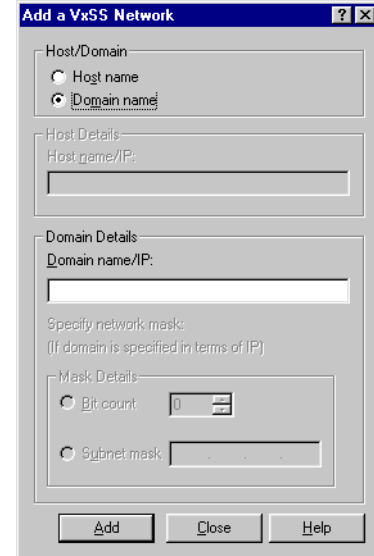 Add a VxSS Network
Host/Domain
Host name
Domain name
Host Details
Host name/IP:
Domain Details
Domain name/IP:
Specify network mask:
(If domain is specified in terms of IP)
Mask Details
Bit count 0
Subnet mask . . .
Add Close Help